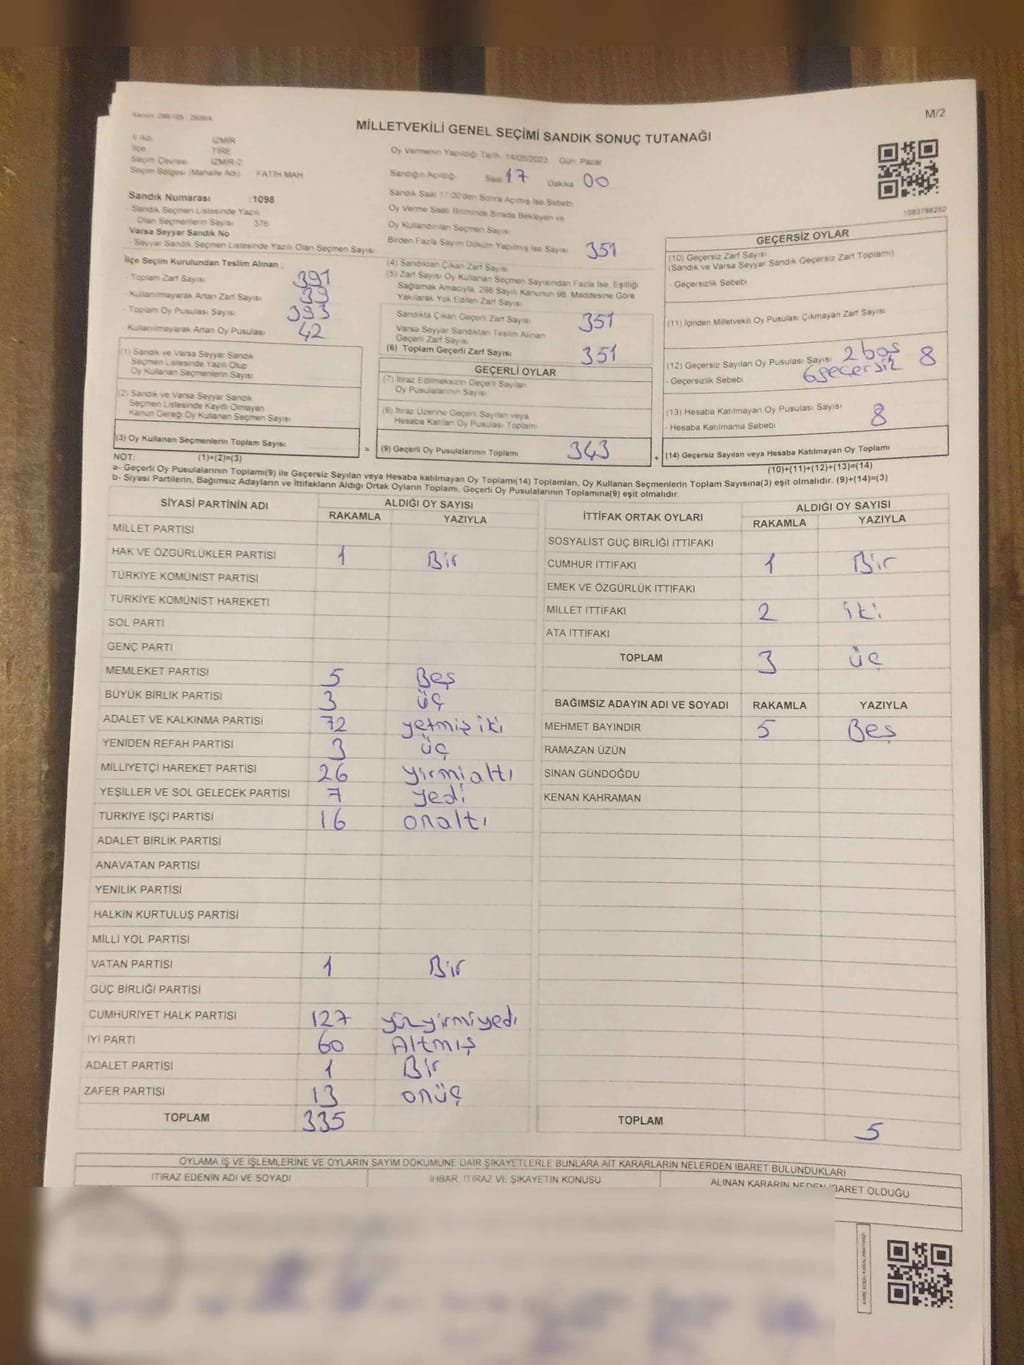 M/2
MİLLETVEKİLİ GENEL SEÇİMİ SANDIK SONUÇ TUTANAĞI
İZMİR
İlçe TİRE
Seçim Çevresi İZMİR-2
Seçim Bölgesi (Mahalle Adı) FATİH MAH
Sandık Numarası :1098
Sandık Seçmen Listesinde Yazılı
Olan Seçmenlerin Sayısı 376
Varsa Seyyar Sandık No
- Seyyar Sandık Seçmen Listesinde Yazılı Olan Seçmen Sayısı
İlçe Seçim Kurulundan Teslim Alınan :
Toplam Zarf Sayısı 391
- Kullanılmayarak Artan Zarf Sayısı
- Toplam Oy Pusulası Sayısı 393
- Kullanılmayarak Artan Oy Pusulası 42
(1) Sandık ve Varsa Seyyar Sandık
Seçmen Listesinde Yazılı Olup
Oy Kullanan Seçmenlerin Sayısı
(2) Sandık ve Varsa Seyyar Sandık
Seçmen Listesinde Kayıtlı Olmayan
Kanun Gereği Oy Kullanan Seçmen Sayısı
(3) Oy Kullanan Seçmenlerin Toplam Sayısı
Oy Vermenin Yapıldığı Tarih 14/05/2023 Gün: Pazar
Sandığın Açılışı Saat 17 Dakika 00
Sandık Saat 17:00'den Sonra Açılmış İse Sebebi
Oy Verme Saati Bitiminde Sırada Bekleyen ve
Oy Kullandırılan Seçmen Sayısı
Birden Fazla Sayım Döküm Yapılmış İse Sayısı
(4) Sandıktan Çıkan Zarf Sayısı 351
(5) Zarf Sayısı Oy Kullanan Seçmen Sayısından Fazla İse, Eşitliği
Sağlamak Amacıyla, 298 Sayılı Kanunun 98. Maddesine Göre
Yakılarak Yok Edilen Zarf Sayısı
Sandıkta Çıkan Geçerli Zarf Sayısı 351
Varsa Seyyar Sandıktan Teslim Alınan
Geçerli Zarf Sayısı
(6) Toplam Geçerli Zarf Sayısı 351
GEÇERLİ OYLAR
(7) İtiraz Edilmeksizin Geçerli Sayılan
Oy Pusulalarının Sayısı
(8) İtiraz Üzerine Geçerli Sayılan veya
Hesaba Katılan Oy Pusulaları Toplamı
= (9) Geçerli Oy Pusulalarının Toplamı 343 +
1083798292
GEÇERSİZ OYLAR
(10) Geçersiz Zarf Sayısı
(Sandık ve Varsa Seyyar Sandık Geçersiz Zarf Toplamı)
- Geçersizlik Sebebi
(11) İçinden Milletvekili Oy Pusulası Çıkmayan Zarf Sayısı
(12) Geçersiz Sayılan Oy Pusulası Sayısı 2 boş 8
- Geçersizlik Sebebi 6 geçersiz
(13) Hesaba Katılmayan Oy Pusulası Sayısı
- Hesaba Katılmama Sebebi 8
(14) Geçersiz Sayılan veya Hesaba Katılmayan Oy Toplamı
(10)+(11)+(12)+(13)=(14)
NOT: (1)+(2)=(3)
a- Geçerli Oy Pusulalarının Toplamı(9) ile Geçersiz Sayılan veya Hesaba katılmayan Oy Toplamı(14) Toplamları, Oy Kullanan Seçmenlerin Toplam Sayısına(3) eşit olmalıdır. (9)+(14)=(3)
b- Siyasi Partilerin, Bağımsız Adayların ve İttifakların Aldığı Ortak Oyların Toplamı, Geçerli Oy Pusulalarının Toplamına(9) eşit olmalıdır.
SİYASİ PARTİNİN ADI ALDIĞI OY SAYISI
RAKAMLA YAZIYLA
MİLLET PARTİSİ
HAK VE ÖZGÜRLÜKLER PARTİSİ 1 Bir
TÜRKİYE KOMÜNİST PARTİSİ
TÜRKİYE KOMÜNİST HAREKETİ
SOL PARTİ
GENÇ PARTİ
MEMLEKET PARTİSİ 5 Beş
BÜYÜK BİRLİK PARTİSİ 3 üç
ADALET VE KALKINMA PARTİSİ 72 yetmiş iki
YENİDEN REFAH PARTİSİ 3 üç
MİLLİYETÇİ HAREKET PARTİSİ 26 yirmialtı
YEŞİLLER VE SOL GELECEK PARTİSİ 7 yedi
TÜRKİYE İŞÇİ PARTİSİ 16 onaltı
ADALET BİRLİK PARTİSİ
ANAVATAN PARTİSİ
YENİLİK PARTİSİ
HALKIN KURTULUŞ PARTİSİ
MİLLİ YOL PARTİSİ
VATAN PARTİSİ 1 Bir
GÜÇ BİRLİĞİ PARTİSİ
CUMHURİYET HALK PARTİSİ 127 yüzyirmiyedi
İYİ PARTİ 60 Altmış
ADALET PARTİSİ 1 Bir
ZAFER PARTİSİ 13 onüç
TOPLAM 335
İTTİFAK ORTAK OYLARI ALDIĞI OY SAYISI
RAKAMLA YAZIYLA
SOSYALİST GÜÇ BİRLİĞİ İTTİFAKI
CUMHUR İTTİFAKI 1 Bir
EMEK VE ÖZGÜRLÜK İTTİFAKI
MİLLET İTTİFAKI 2 iki
ATA İTTİFAKI
TOPLAM 3 üç
BAĞIMSIZ ADAYIN ADI VE SOYADI RAKAMLA YAZIYLA
MEHMET BAYINDIR 5 Beş
RAMAZAN ÜZÜN
SİNAN GÜNDOĞDU
KENAN KAHRAMAN
TOPLAM 5
OYLAMA İŞ VE İŞLEMLERİNE VE OYLARIN SAYIM DÖKÜMÜNE DAİR ŞİKAYETLERLE BUNLARA AİT KARARLARIN NELERDEN İBARET BULUNDUKLARI
İTİRAZ EDENİN ADI VE SOYADI İHBAR, İTİRAZ VE ŞİKAYETİN KONUSU ALINAN KARARIN NEDEN İBARET OLDUĞU